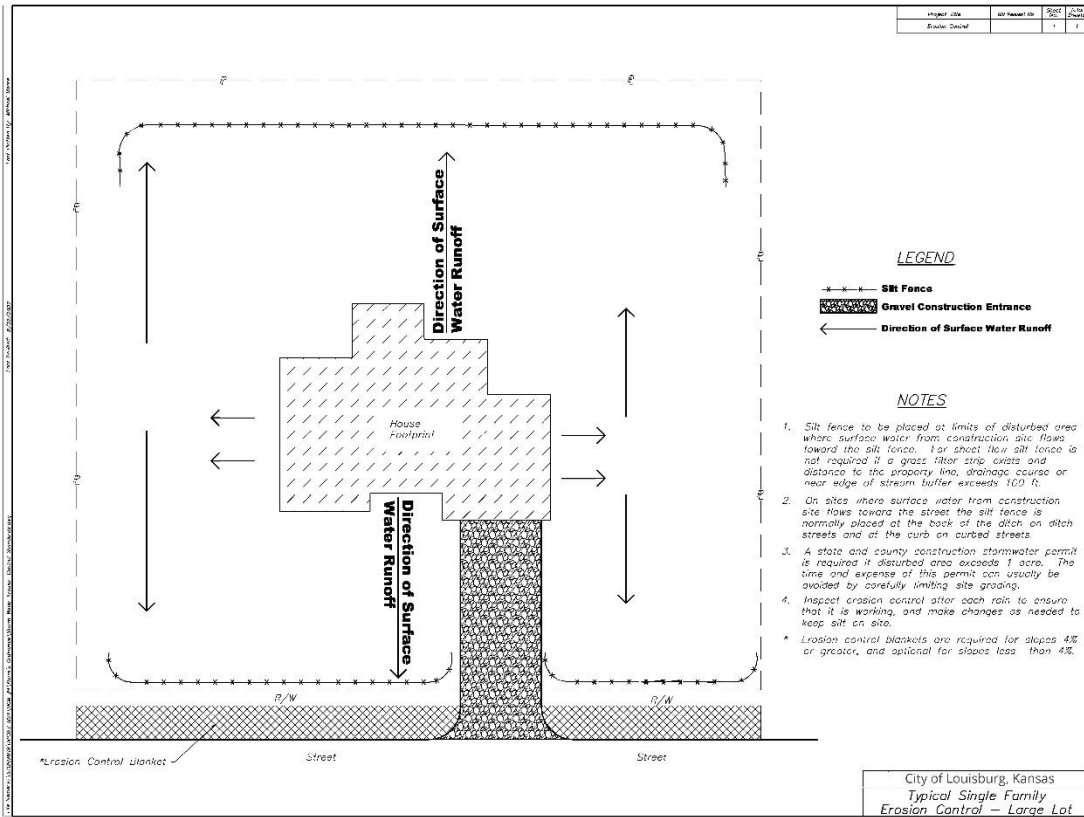 Project Title
Sheet No.
Total Sheets
Erosion Control
1
1
Direction of Surface
Water Runoff
House
Footprint
Direction of Surface
Water Runoff
R/W
R/W
*Erosion Control Blanket
Street
Street
LEGEND
Silt Fence
Gravel Construction Entrance
Direction of Surface Water Runoff
NOTES
1. Silt fence to be placed at limits of disturbed area
where surface water from construction site flows
toward the silt fence. For sheet flow silt fence is
not required if a grass filter strip exists and
distance to the property line, drainage course or
near edge of stream buffer exceeds 100 ft.
2. On sites where surface water from construction
site flows toward the street the silt fence is
normally placed at the back of the ditch on ditch
streets and at the curb on curbed streets.
3. A state and county construction stormwater permit
is required if disturbed area exceeds 1 acre. The
time and expense of this permit can usually be
avoided by carefully limiting site grading.
4. Inspect erosion control after each rain to ensure
that it is working, and make changes as needed to
keep silt on site.
* Erosion control blankets are required for slopes 4%
or greater, and optional for slopes less than 4%.
City of Louisburg, Kansas
Typical Single Family
Erosion Control – Large Lot